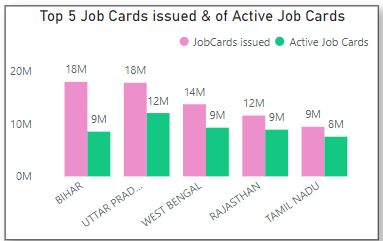 Top 5 Job Cards issued & of Active Job Cards
JobCards issued Active Job Cards
20M
10M
0M
18M 9M 18M 12M 14M 9M 12M 9M 9M 8M
BIHAR UTTAR PRAD... WEST BENGAL RAJASTHAN TAMIL NADU